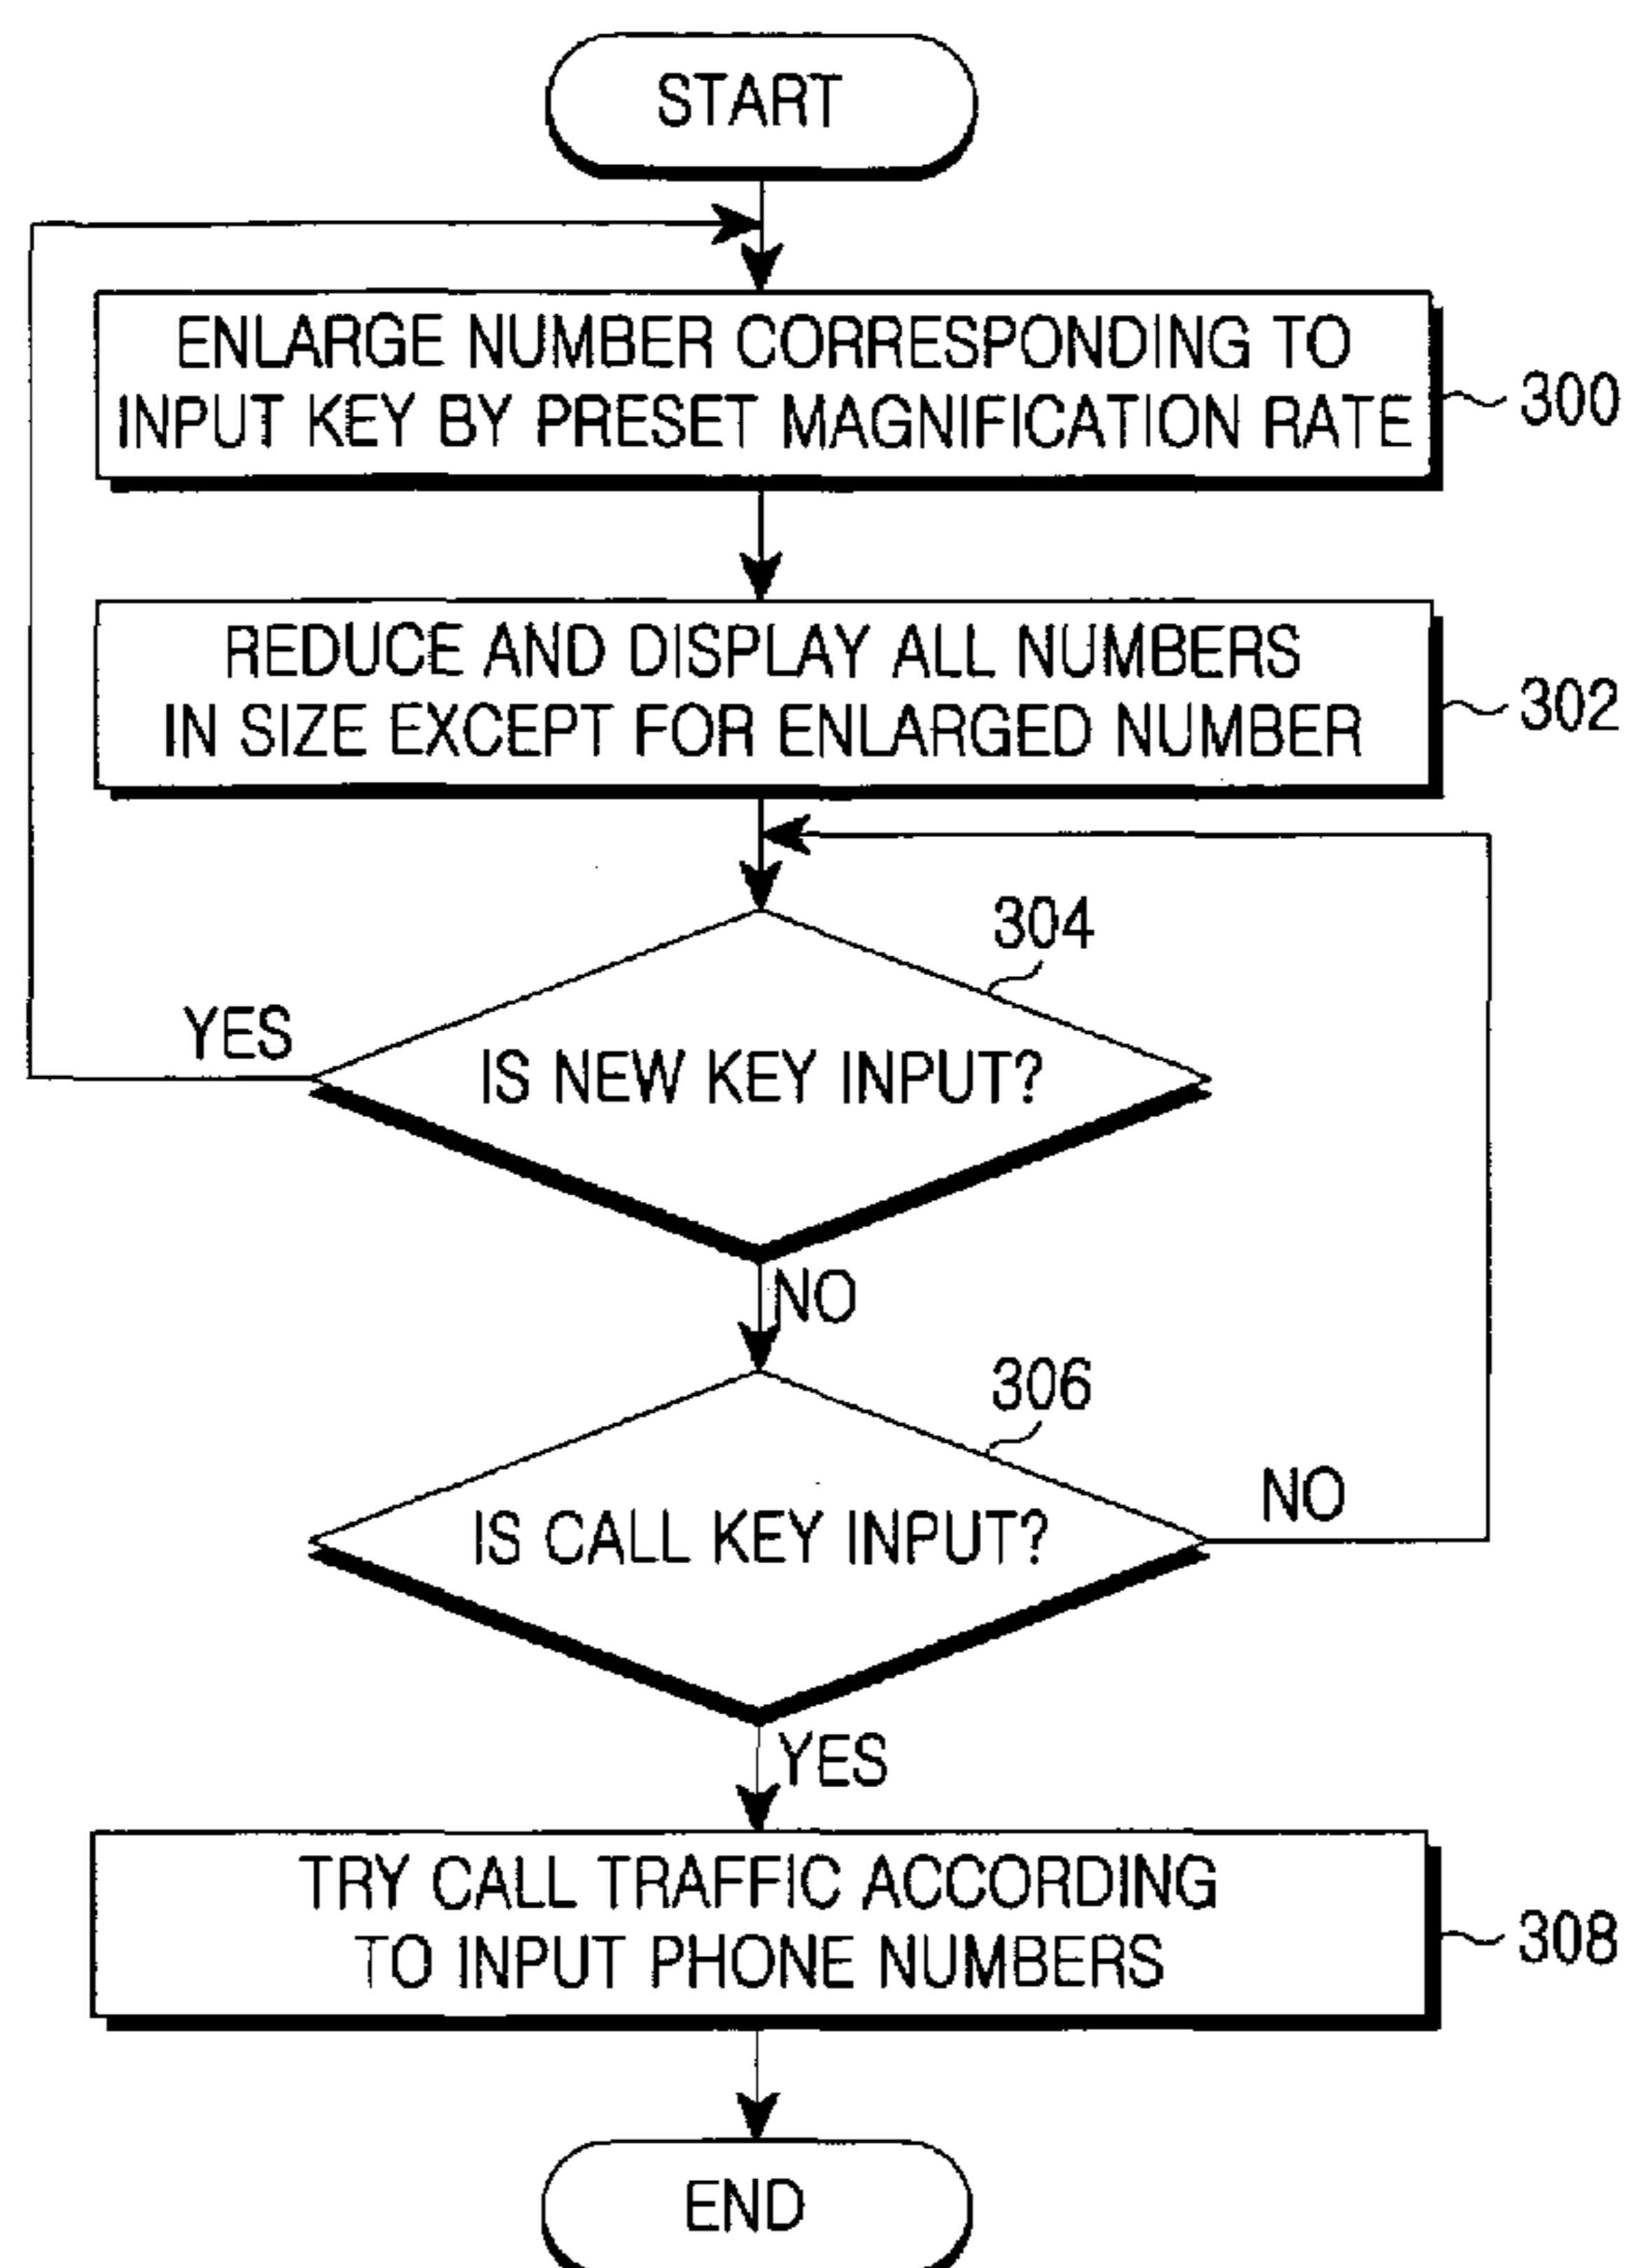 START
ENLARGE NUMBER CORRESPONDING TO
INPUT KEY BY PRESET MAGNIFICATION RATE
300
REDUCE AND DISPLAY ALL NUMBERS
IN SIZE EXCEPT FOR ENLARGED NUMBER
302
304
YES
IS NEW KEY INPUT?
NO
306
IS CALL KEY INPUT?
NO
YES
TRY CALL TRAFFIC ACCORDING
TO INPUT PHONE NUMBERS
308
END